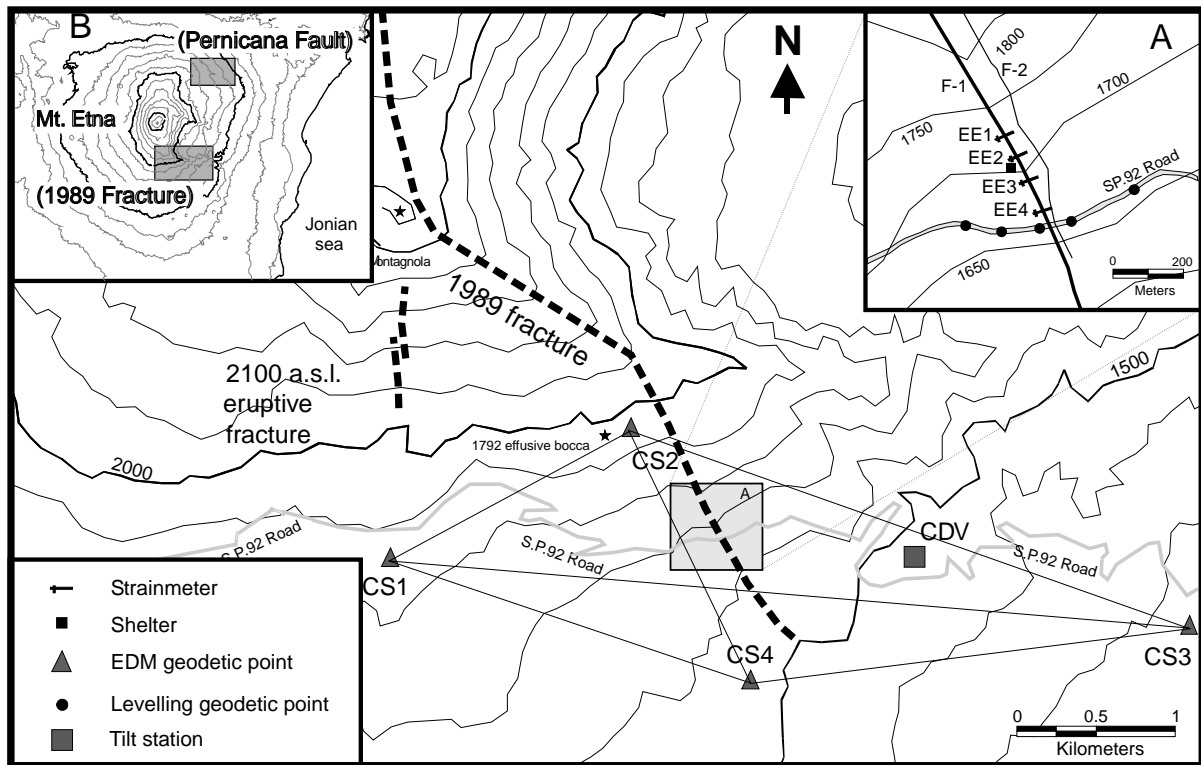 B
(Pernicana Fault)
Mt. Etna
(1989 Fracture)
Jonian
sea
N
A
1800
F-2
F-1
1700
1750
EE1
EE2
EE3
EE4
SP.92 Road
1650
0 200
Meters
Montagnola
1989 fracture
2100 a.s.l.
eruptive
fracture
1792 effusive bocca
2000
1500
CS2
A
CDV
S.P.92 Road
S.P.92 Road
S.P.92 Road
CS1
CS4
CS3
Strainmeter
Shelter
EDM geodetic point
Levelling geodetic point
Tilt station
0 0.5 1
Kilometers